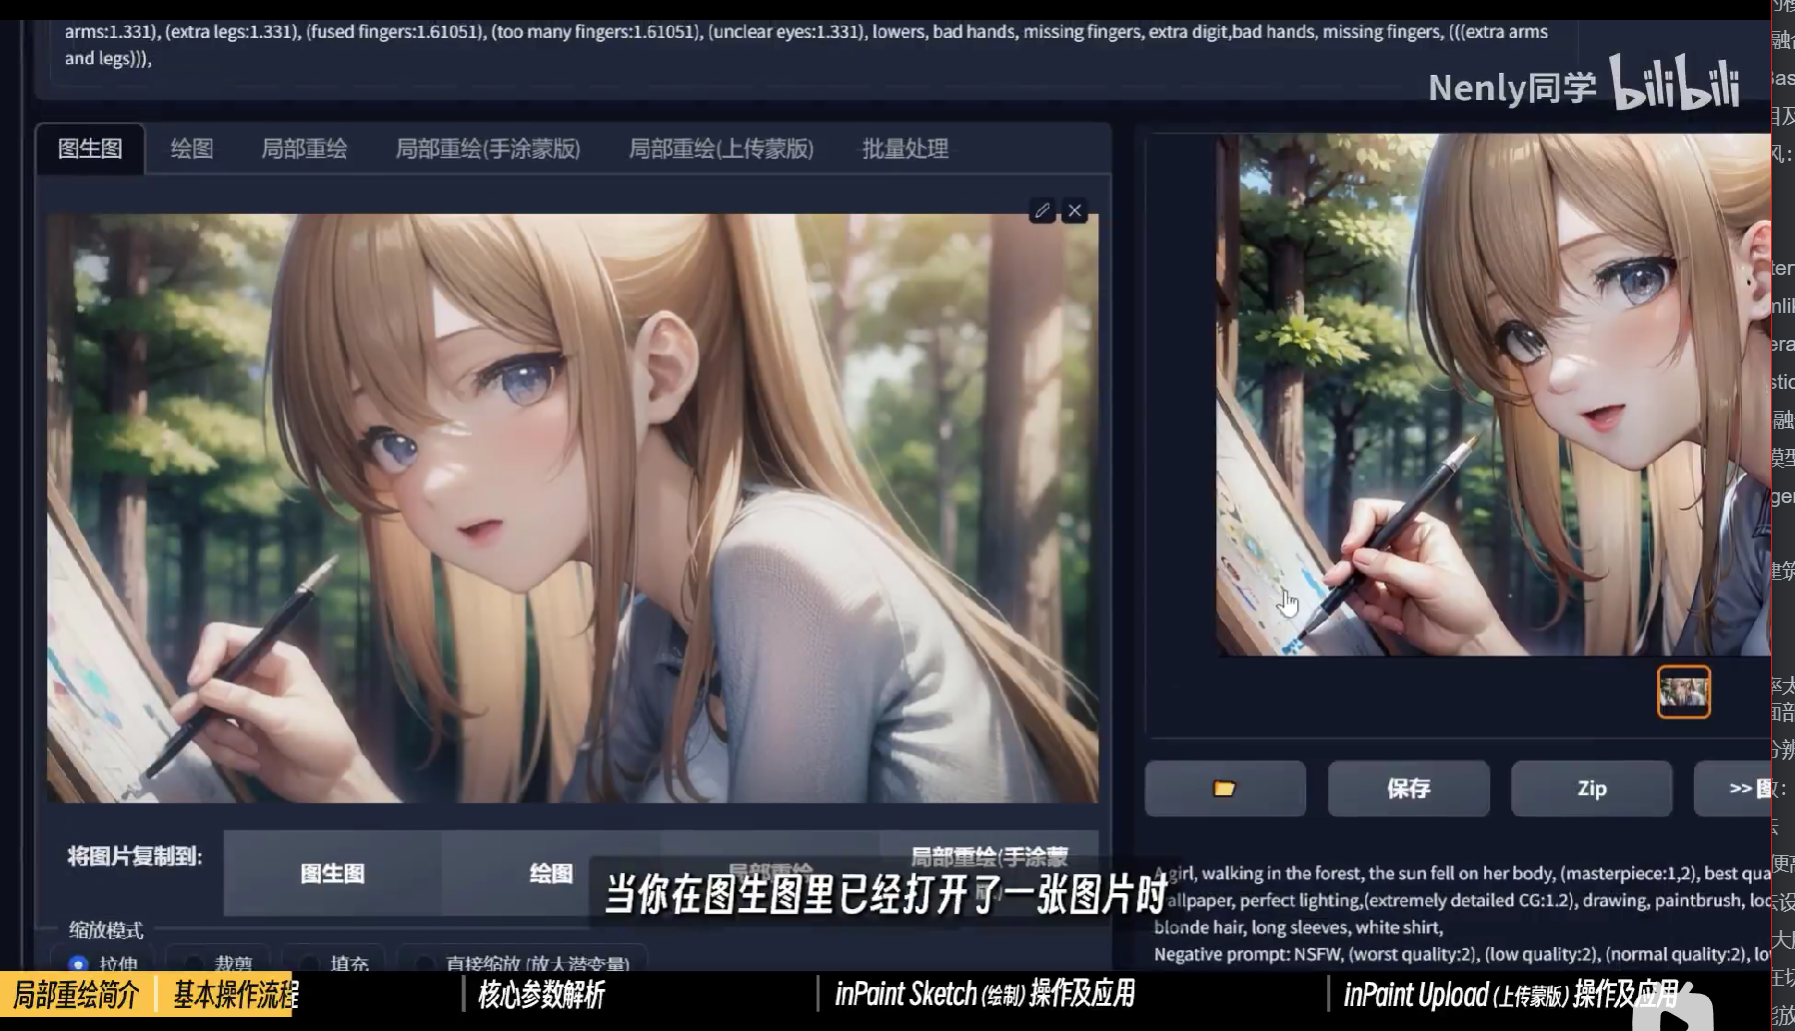 arms:1.331), (extra legs:1.331), (fused fingers:1.61051), (too many fingers:1.61051), (unclear eyes:1.331), lowers, bad hands, missing fingers, extra digit,bad hands, missing fingers, (((extra arms
and legs))),
Nenly同学 bilibili
图生图 绘图 局部重绘 局部重绘(手涂蒙版) 局部重绘(上传蒙版) 批量处理
保存 Zip >> 图
将图片复制到: 图生图 绘图 局部重绘 局部重绘(手涂蒙
当你在图生图里已经打开了一张图片时
A girl, walking in the forest, the sun fell on her body, (masterpiece:1,2), best qua
wallpaper, perfect lighting,(extremely detailed CG:1.2), drawing, paintbrush, loo
blonde hair, long sleeves, white shirt,
Negative prompt: NSFW, (worst quality:2), (low quality:2), (normal quality:2), lo
缩放模式
拉伸 裁剪 填充 直接缩放 (放大潜变量)
局部重绘简介 基本操作流程 核心参数解析 inPaint Sketch (绘制) 操作及应用 inPaint Upload (上传蒙版) 操作及应用